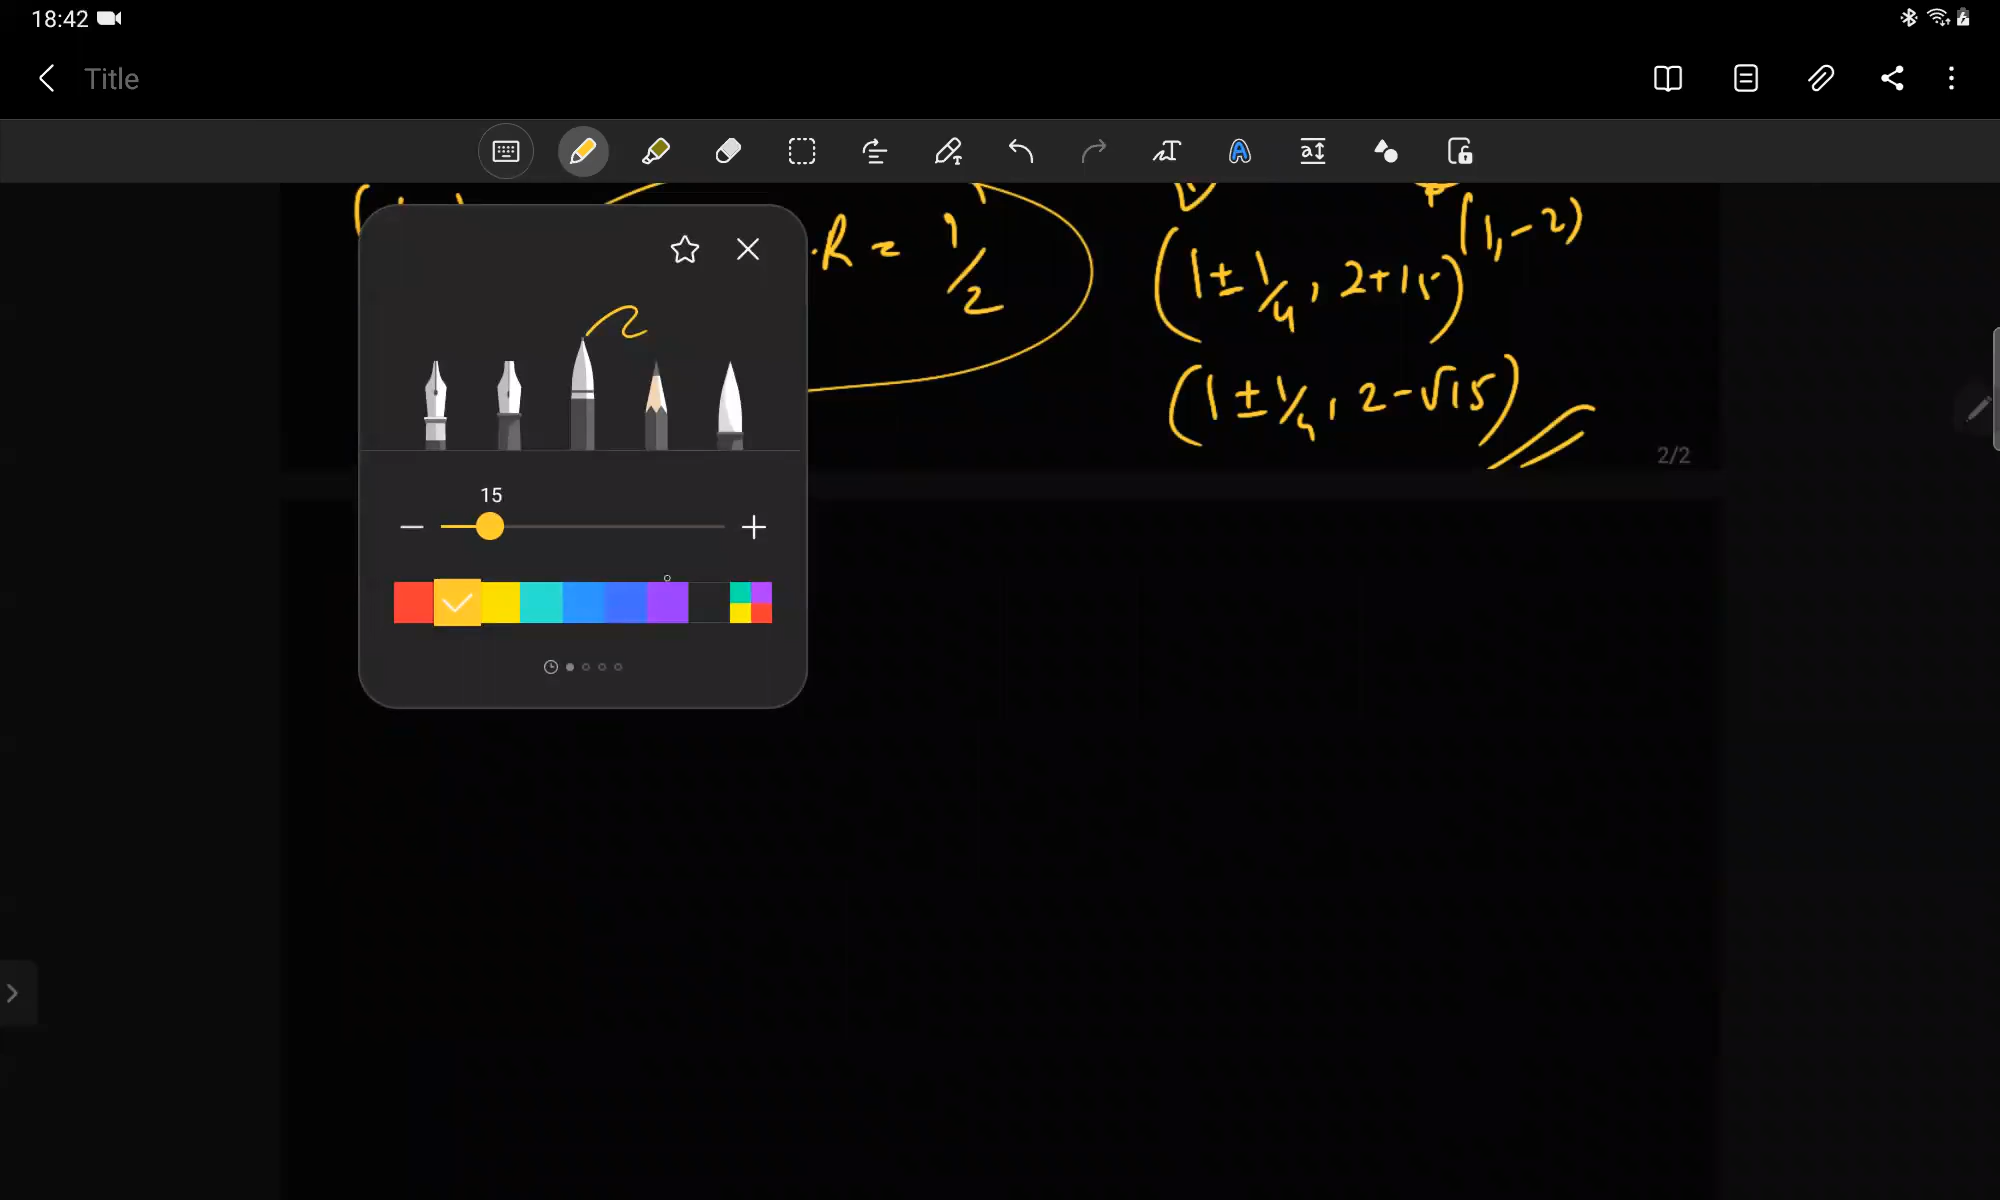 18:42
Title
.R = 1/2
(1, -2)
(1 ± 1/4, 2+15)
(1 ± 1/4, 2-√15)
2/2
15